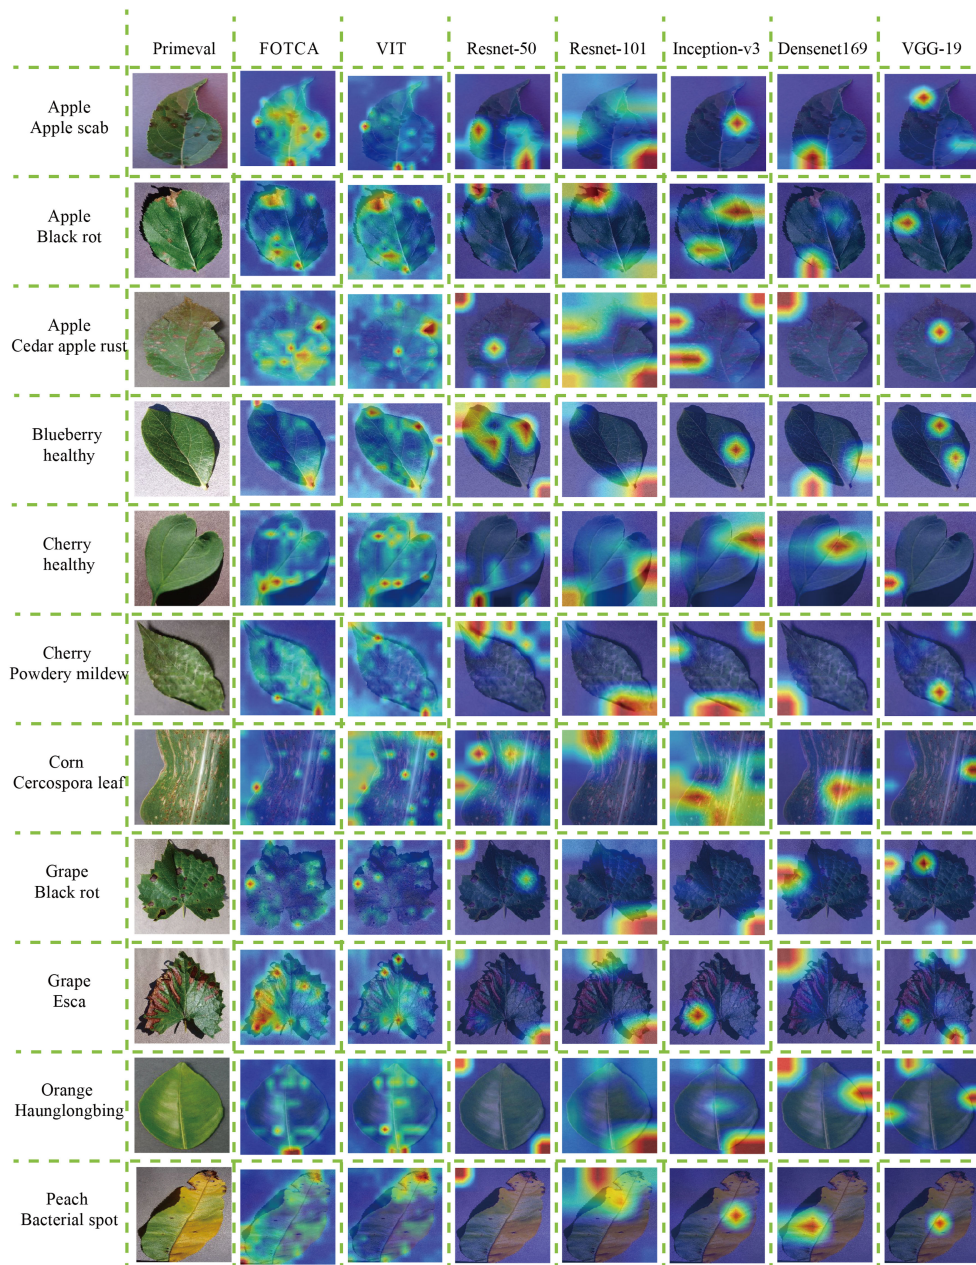 Primeval FOTCA VIT Resnet-50 Resnet-101 Inception-v3 Densenet169 VGG-19
Apple
Apple scab
Apple
Black rot
Apple
Cedar apple rust
Blueberry
healthy
Cherry
healthy
Cherry
Powdery mildew
Corn
Cercospora leaf
Grape
Black rot
Grape
Esca
Orange
Haunglongbing
Peach
Bacterial spot